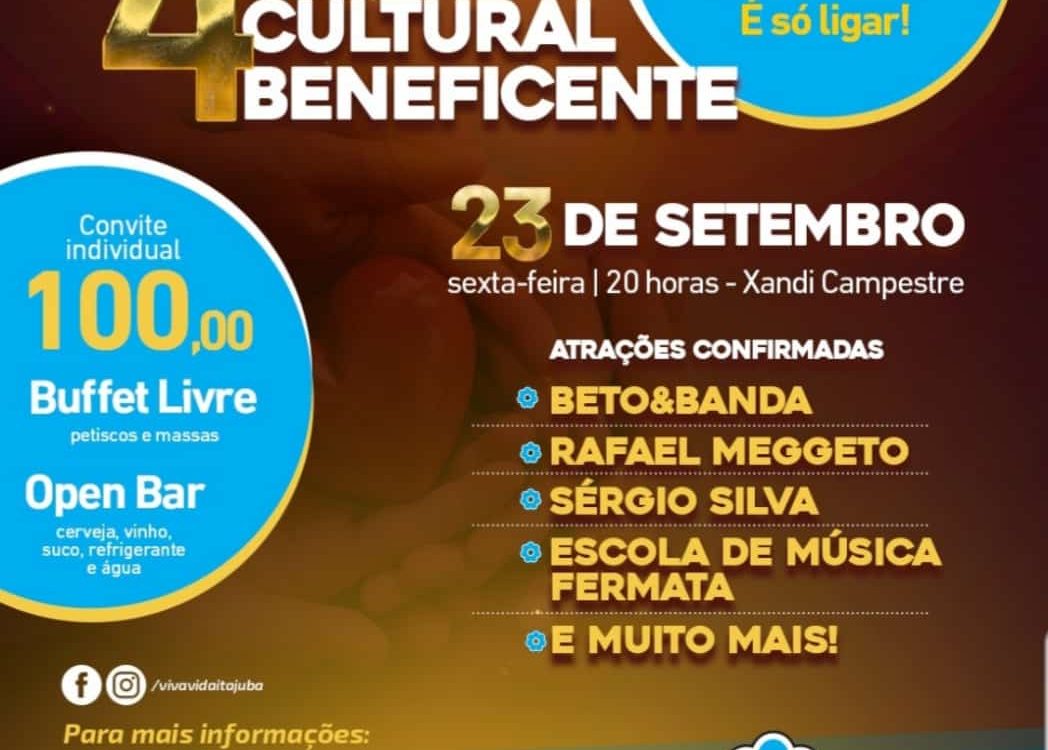 4
CULTURAL
BENEFICENTE
É só ligar!
23 DE SETEMBRO
sexta-feira | 20 horas - Xandi Campestre
Convite
individual
100,00
Buffet Livre
petiscos e massas
Open Bar
cerveja, vinho,
suco, refrigerante
e água
ATRAÇÕES CONFIRMADAS
BETO&BANDA
RAFAEL MEGGETO
SÉRGIO SILVA
ESCOLA DE MÚSICA
FERMATA
E MUITO MAIS!
/vivavidaitajuba
Para mais informações: